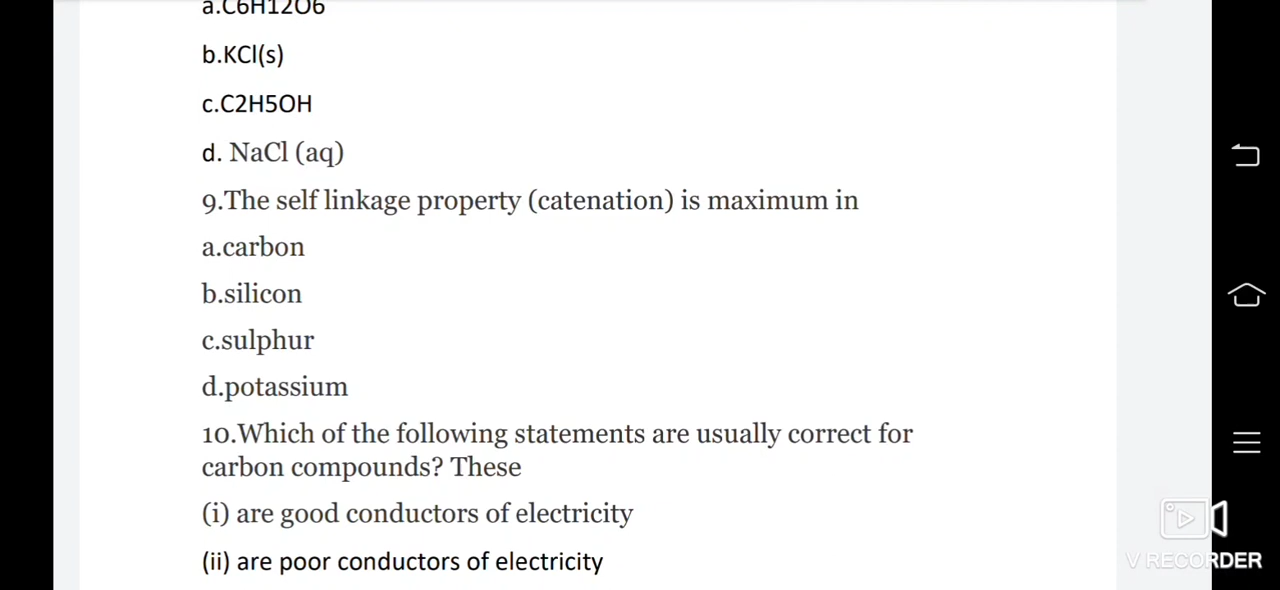 a.C6H12O6
b.KCl(s)
c.C2H5OH
d. NaCl (aq)
9.The self linkage property (catenation) is maximum in
a.carbon
b.silicon
c.sulphur
d.potassium
10.Which of the following statements are usually correct for
carbon compounds? These
(i) are good conductors of electricity
(ii) are poor conductors of electricity
V RECORDER